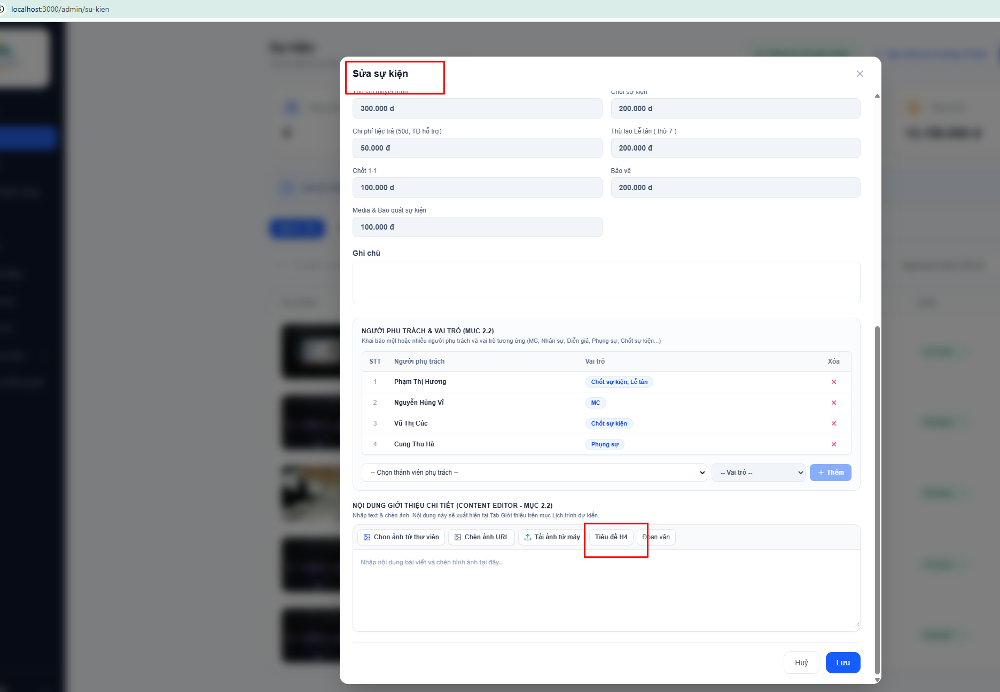 localhost:3000/admin/su-kien
Sửa sự kiện
300.000 đ
Chốt sự kiện
200.000 đ
Chi phí tiệc trà (50đ, TĐ hỗ trợ)
50.000 đ
Thù lao Lễ tân ( thứ 7 )
200.000 đ
Chốt 1-1
100.000 đ
Bảo vệ
200.000 đ
Media & Bao quát sự kiện
100.000 đ
Ghi chú
NGƯỜI PHỤ TRÁCH & VAI TRÒ (MỤC 2.2)
Khai báo một hoặc nhiều người phụ trách và vai trò tương ứng (MC, Nhân sự, Diễn giả, Phụng sự, Chốt sự kiện...)
STT Người phụ trách Vai trò Xóa
1 Phạm Thị Hương Chốt sự kiện, Lễ tân
2 Nguyễn Hùng Vĩ MC
3 Vũ Thị Cúc Chốt sự kiện
4 Cung Thu Hà Phụng sự
-- Chọn thành viên phụ trách -- -- Vai trò -- + Thêm
NỘI DUNG GIỚI THIỆU CHI TIẾT (CONTENT EDITOR - MỤC 2.2)
Nhập text & chèn ảnh. Nội dung này sẽ xuất hiện tại Tab Giới thiệu trên mục Lịch trình dự kiến.
Chọn ảnh từ thư viện Chèn ảnh URL Tải ảnh từ máy Tiêu đề H4 Đoạn văn
Nhập nội dung bài viết và chèn hình ảnh tại đây...
Huỷ Lưu